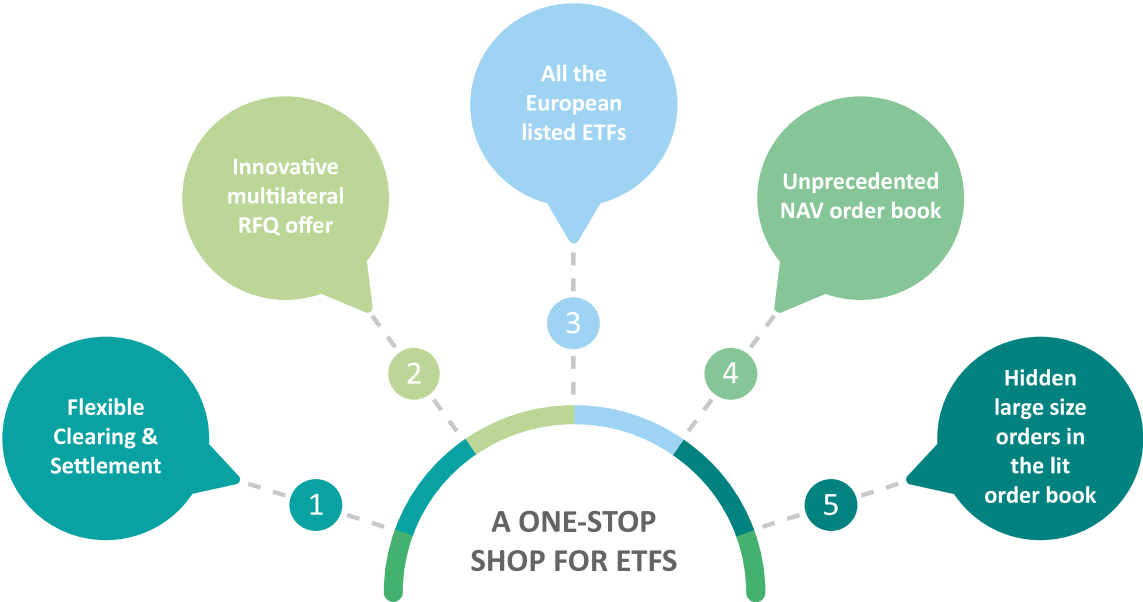 Flexible
Clearing &
Settlement
1
Innovative
multilateral
RFQ offer
2
All the
European
listed ETFs
3
Unprecedented
NAV order book
4
Hidden
large size
orders in
the lit
order book
5
A ONE-STOP
SHOP FOR ETFS